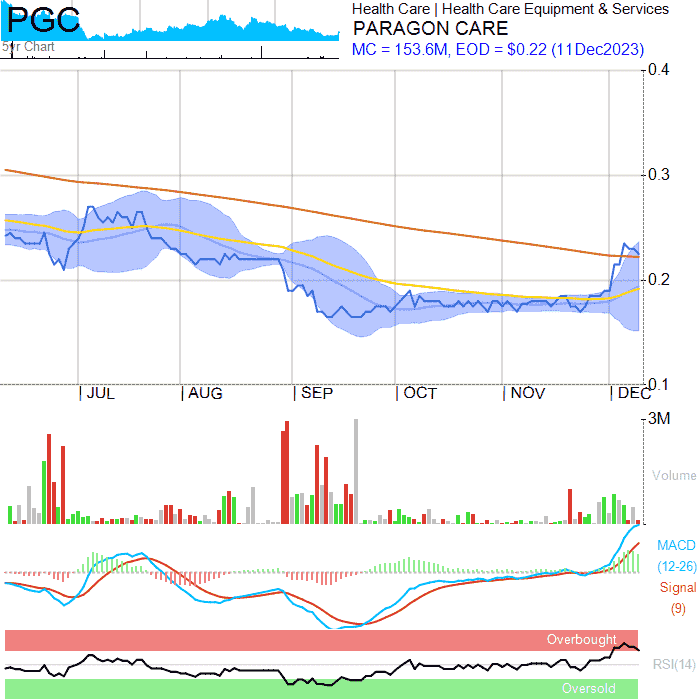 PGC
5yr Chart
Health Care | Health Care Equipment & Services
PARAGON CARE
MC = 153.6M, EOD = $0.22 (11Dec2023)
0.4
0.3
0.2
0.1
JUL
AUG
SEP
OCT
NOV
DEC
3M
Volume
MACD
(12-26)
Signal
(9)
Overbought
RSI(14)
Oversold